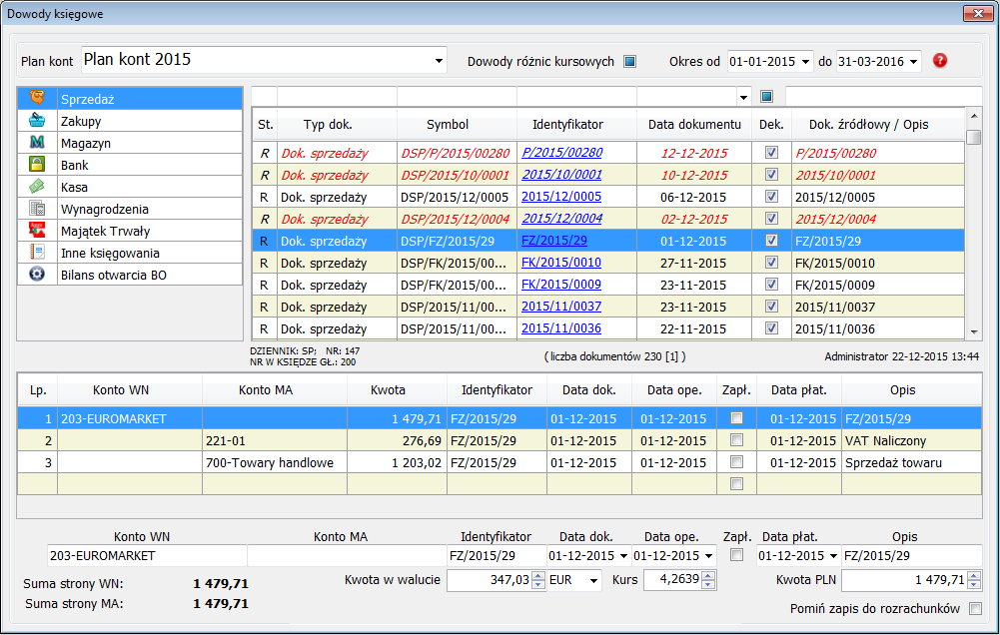 Dowody księgowe
Plan kont Plan kont 2015 Dowody różnic kursowych Okres od 01-01-2015 do 31-03-2016 ?
Sprzedaż
Zakupy
Magazyn
Bank
Kasa
Wynagrodzenia
Majątek Trwały
Inne księgowania
Bilans otwarcia BO
St. Typ dok. Symbol Identyfikator Data dokumentu Dek. Dok. źródłowy / Opis
R Dok. sprzedaży DSP/P/2015/00280 P/2015/00280 12-12-2015 P/2015/00280
R Dok. sprzedaży DSP/2015/10/0001 2015/10/0001 10-12-2015 2015/10/0001
R Dok. sprzedaży DSP/2015/12/0005 2015/12/0005 06-12-2015 2015/12/0005
R Dok. sprzedaży DSP/2015/12/0004 2015/12/0004 02-12-2015 2015/12/0004
R Dok. sprzedaży DSP/FZ/2015/29 FZ/2015/29 01-12-2015 FZ/2015/29
R Dok. sprzedaży DSP/FK/2015/00... FK/2015/0010 27-11-2015 FK/2015/0010
R Dok. sprzedaży DSP/FK/2015/00... FK/2015/0009 23-11-2015 FK/2015/0009
R Dok. sprzedaży DSP/2015/11/00... 2015/11/0037 23-11-2015 2015/11/0037
R Dok. sprzedaży DSP/2015/11/00... 2015/11/0036 22-11-2015 2015/11/0036
DZIENNIK: SP; NR: 147
NR W KSIĘDZE GŁ.: 200
( liczba dokumentów 230 [1] )
Administrator 22-12-2015 13:44
Lp. Konto WN Konto MA Kwota Identyfikator Data dok. Data ope. Zapł. Data płat. Opis
1 203-EUROMARKET 1 479,71 FZ/2015/29 01-12-2015 01-12-2015 01-12-2015 FZ/2015/29
2 221-01 276,69 FZ/2015/29 01-12-2015 01-12-2015 01-12-2015 VAT Naliczony
3 700-Towary handlowe 1 203,02 FZ/2015/29 01-12-2015 01-12-2015 01-12-2015 Sprzedaż towaru
Konto WN Konto MA Identyfikator Data dok. Data ope. Zapł. Data płat. Opis
203-EUROMARKET FZ/2015/29 01-12-2015 01-12-2015 01-12-2015 FZ/2015/29
Suma strony WN: 1 479,71 Kwota w walucie 347,03 EUR Kurs 4,2639 Kwota PLN 1 479,71
Suma strony MA: 1 479,71 Pomiń zapis do rozrachunków